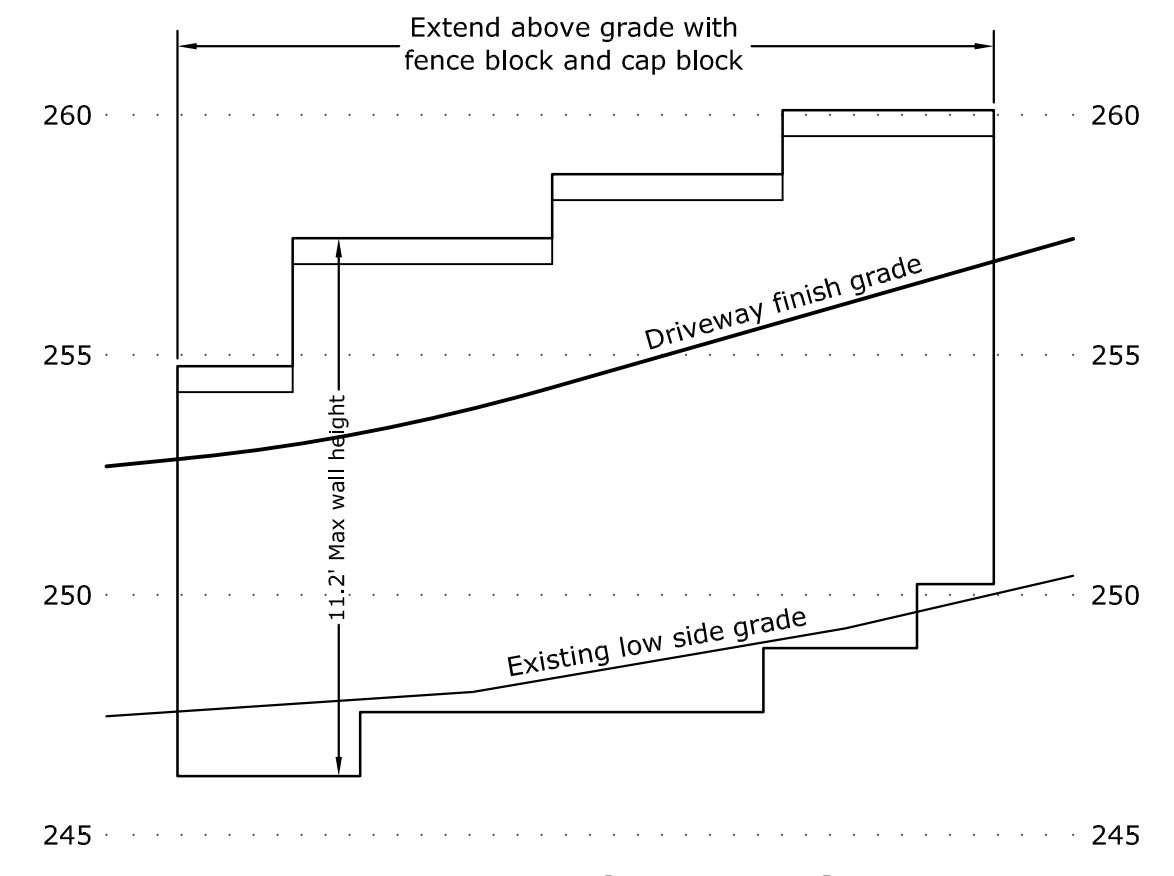 Extend above grade with
fence block and cap block
260 260
Driveway finish grade
255 255
11.2' Max wall height
250 250
Existing low side grade
245 245